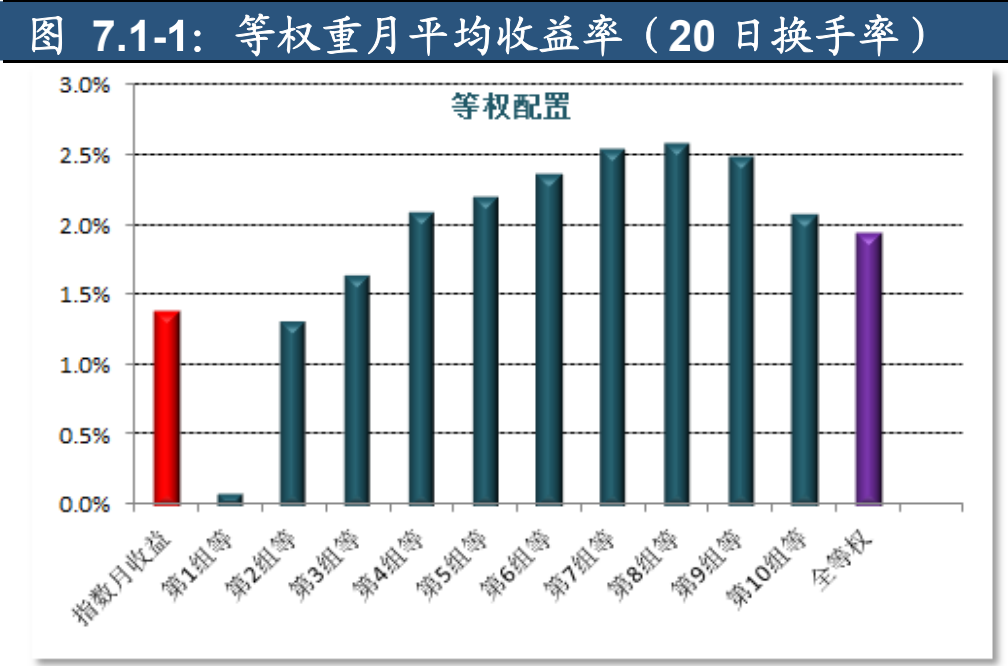 图 7.1-1：等权重月平均收益率（20 日换手率）
等权配置
3.0%
2.5%
2.0%
1.5%
1.0%
0.5%
0.0%
指数月收益
第1组等
第2组等
第3组等
第4组等
第5组等
第6组等
第7组等
第8组等
第9组等
第10组等
全等权